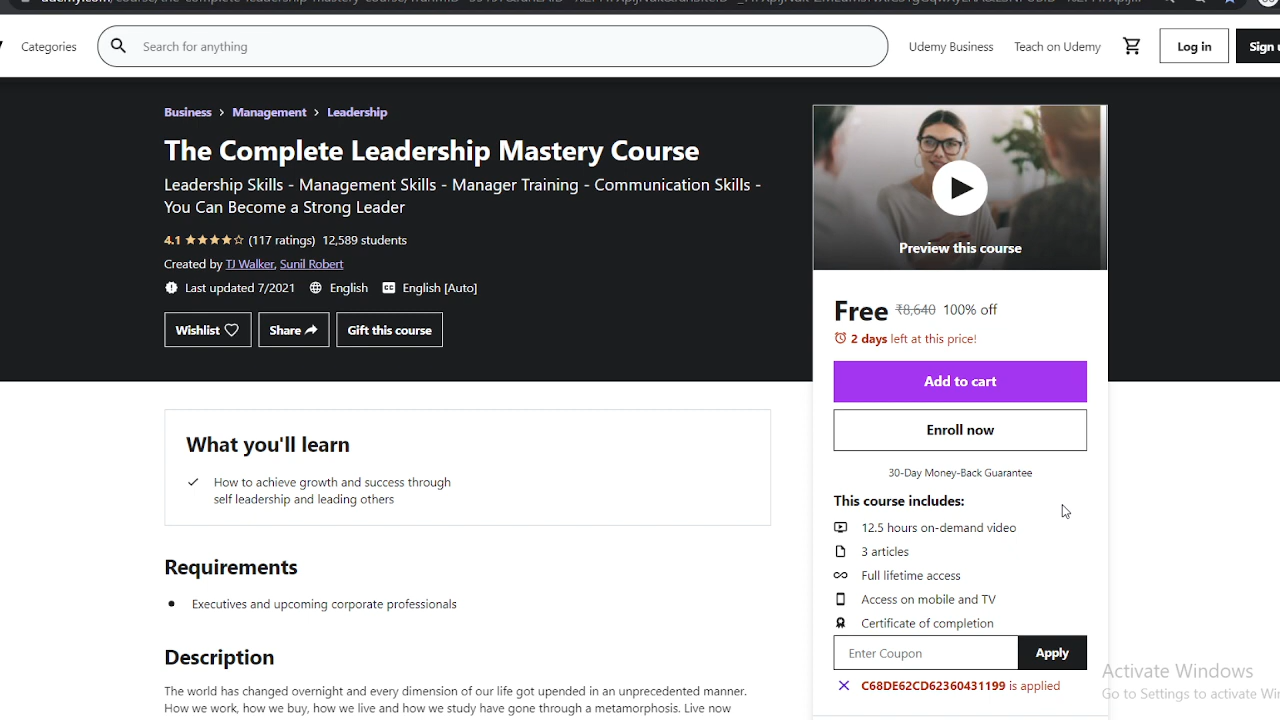 Categories
Search for anything
Udemy Business
Teach on Udemy
Log in
Sign
Business > Management > Leadership
The Complete Leadership Mastery Course
Leadership Skills - Management Skills - Manager Training - Communication Skills -
You Can Become a Strong Leader
4.1 (117 ratings) 12,589 students
Created by TJ Walker, Sunil Robert
Last updated 7/2021 English CC English [Auto]
Wishlist
Share
Gift this course
Preview this course
Free ₹8,640 100% off
2 days left at this price!
Add to cart
Enroll now
30-Day Money-Back Guarantee
This course includes:
12.5 hours on-demand video
3 articles
Full lifetime access
Access on mobile and TV
Certificate of completion
Enter Coupon
Apply
C68DE62CD62360431199 is applied
What you'll learn
How to achieve growth and success through
self leadership and leading others
Requirements
Executives and upcoming corporate professionals
Description
The world has changed overnight and every dimension of our life got upended in an unprecedented manner.
How we work, how we buy, how we live and how we study have gone through a metamorphosis. Live now
Activate Windows
Go to Settings to activate Win